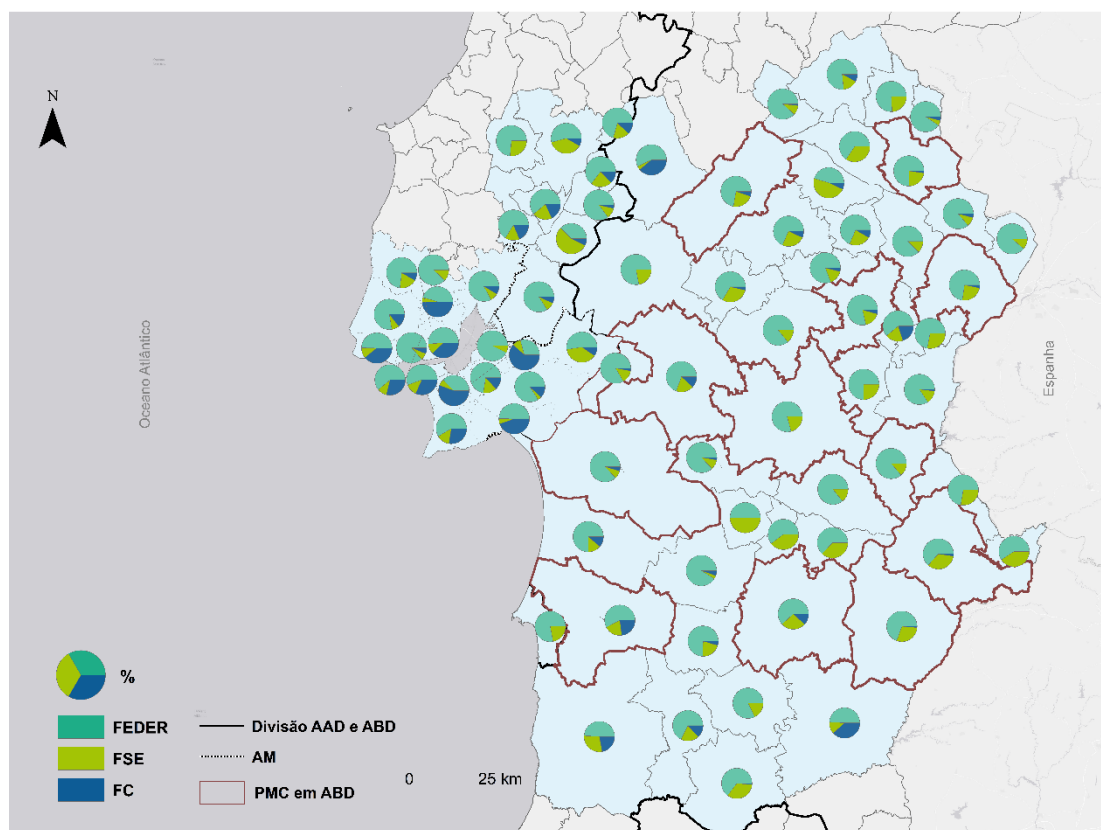 N
Oceano Atlântico
Espanha
%
FEDER
FSE
FC
Divisão AAD e ABD
AM
PMC em ABD
0 25 km